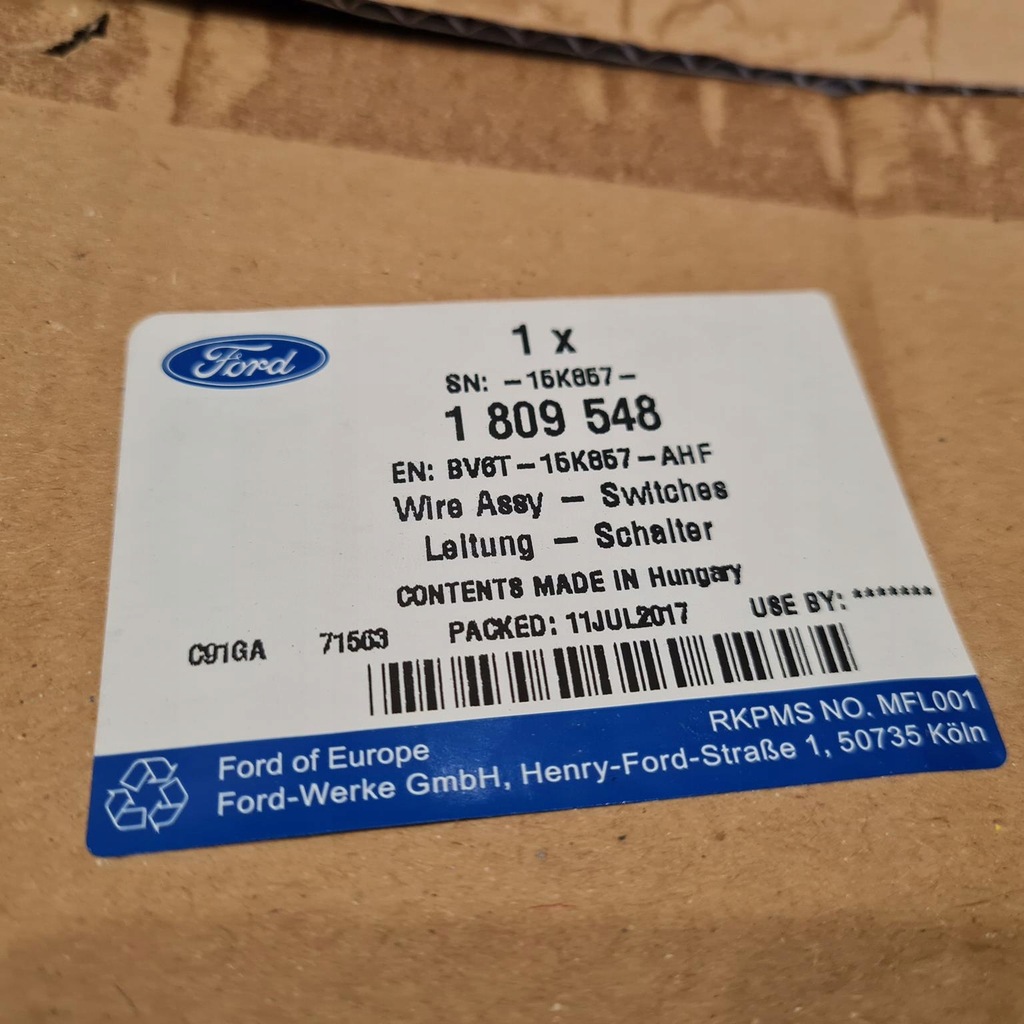 Ford
1 x
SN: -15K857-
1 809 548
EN: BV6T-15K857-AHF
Wire Assy - Switches
Leitung - Schalter
CONTENTS MADE IN Hungary
C91GA 71563 PACKED: 11JUL2017 USE BY: *******
RKPMS NO. MFL001
Ford of Europe
Ford-Werke GmbH, Henry-Ford-Straße 1, 50735 Köln